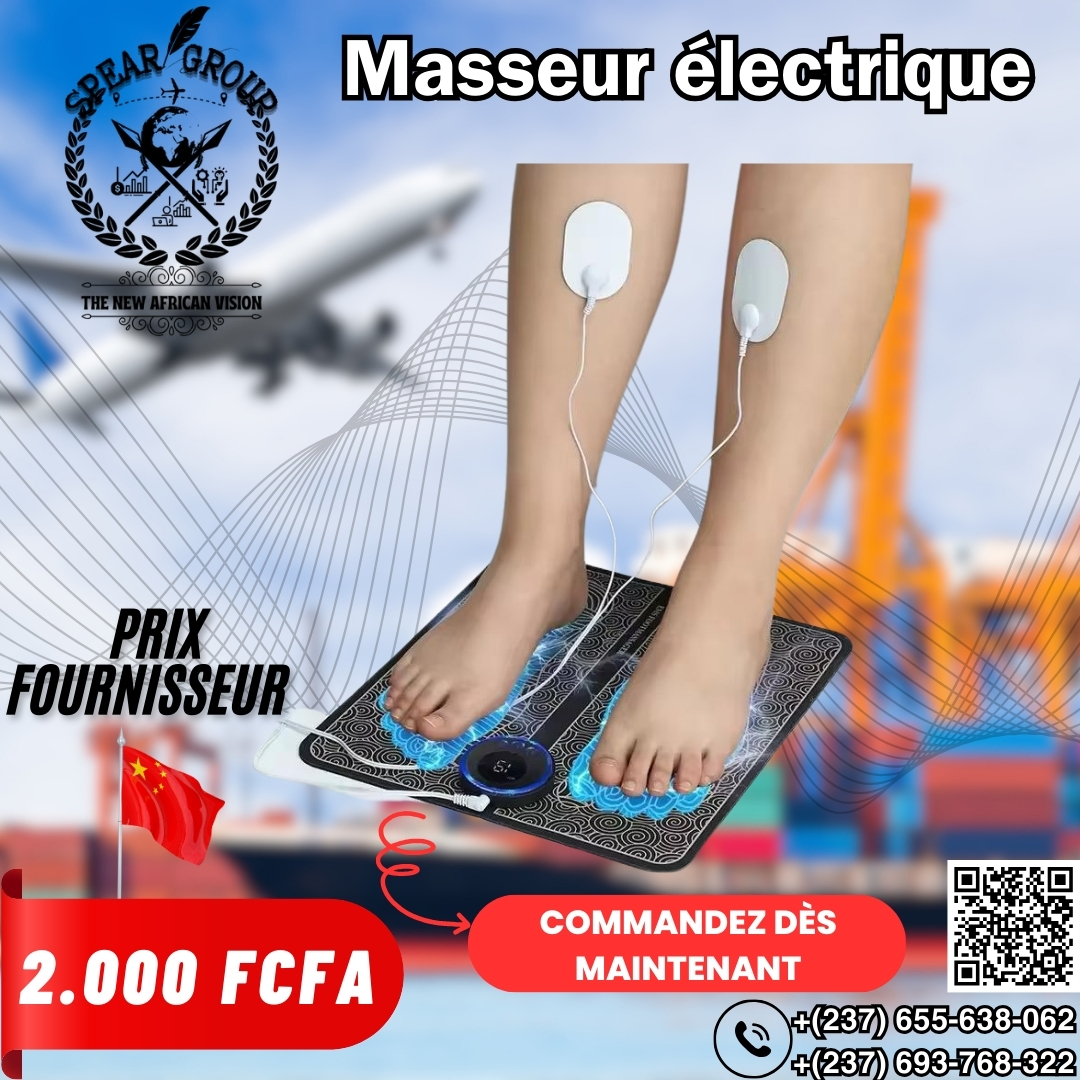 SPEAR GROUP
THE NEW AFRICAN VISION
Masseur électrique
PRIX
FOURNISSEUR
2.000 FCFA
COMMANDEZ DÈS
MAINTENANT
+(237) 655-638-062
+(237) 693-768-322